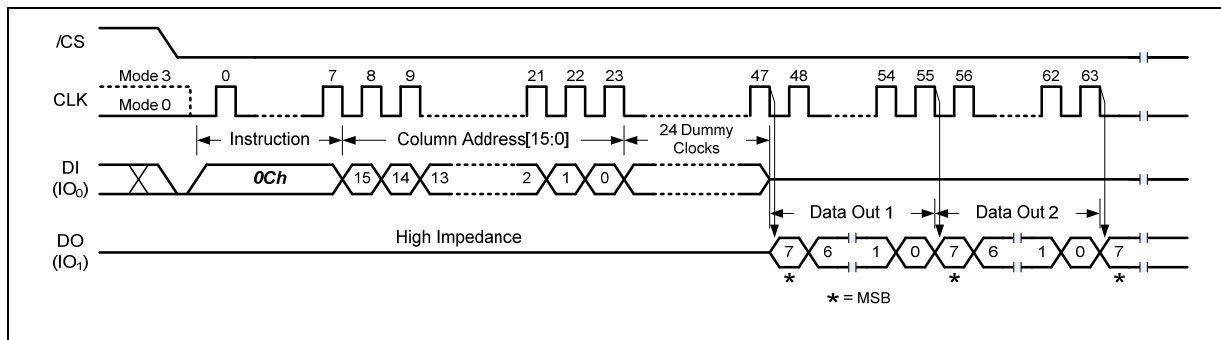 /CS
Mode 3 0 7 8 9 21 22 23 47 48 54 55 56 62 63
CLK
Mode 0
Instruction Column Address[15:0] 24 Dummy Clocks
DI (IO0) 0Ch 15 14 13 2 1 0
Data Out 1 Data Out 2
High Impedance
DO (IO1) 7 6 1 0 7 6 1 0 7
* * *
* = MSB